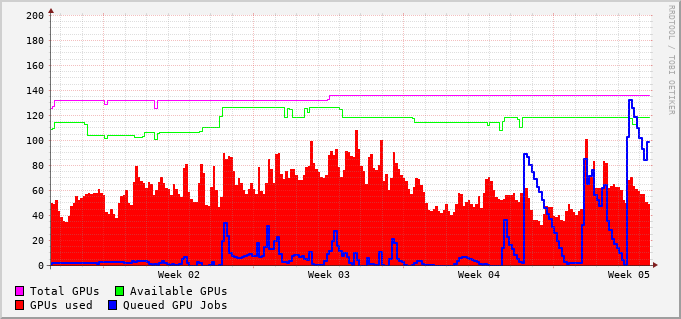 200
180
160
140
120
100
80
60
40
20
0
Week 02 Week 03 Week 04 Week 05
Total GPUs Available GPUs
GPUs used Queued GPU Jobs
RRDTOOL / TOBI OETIKER